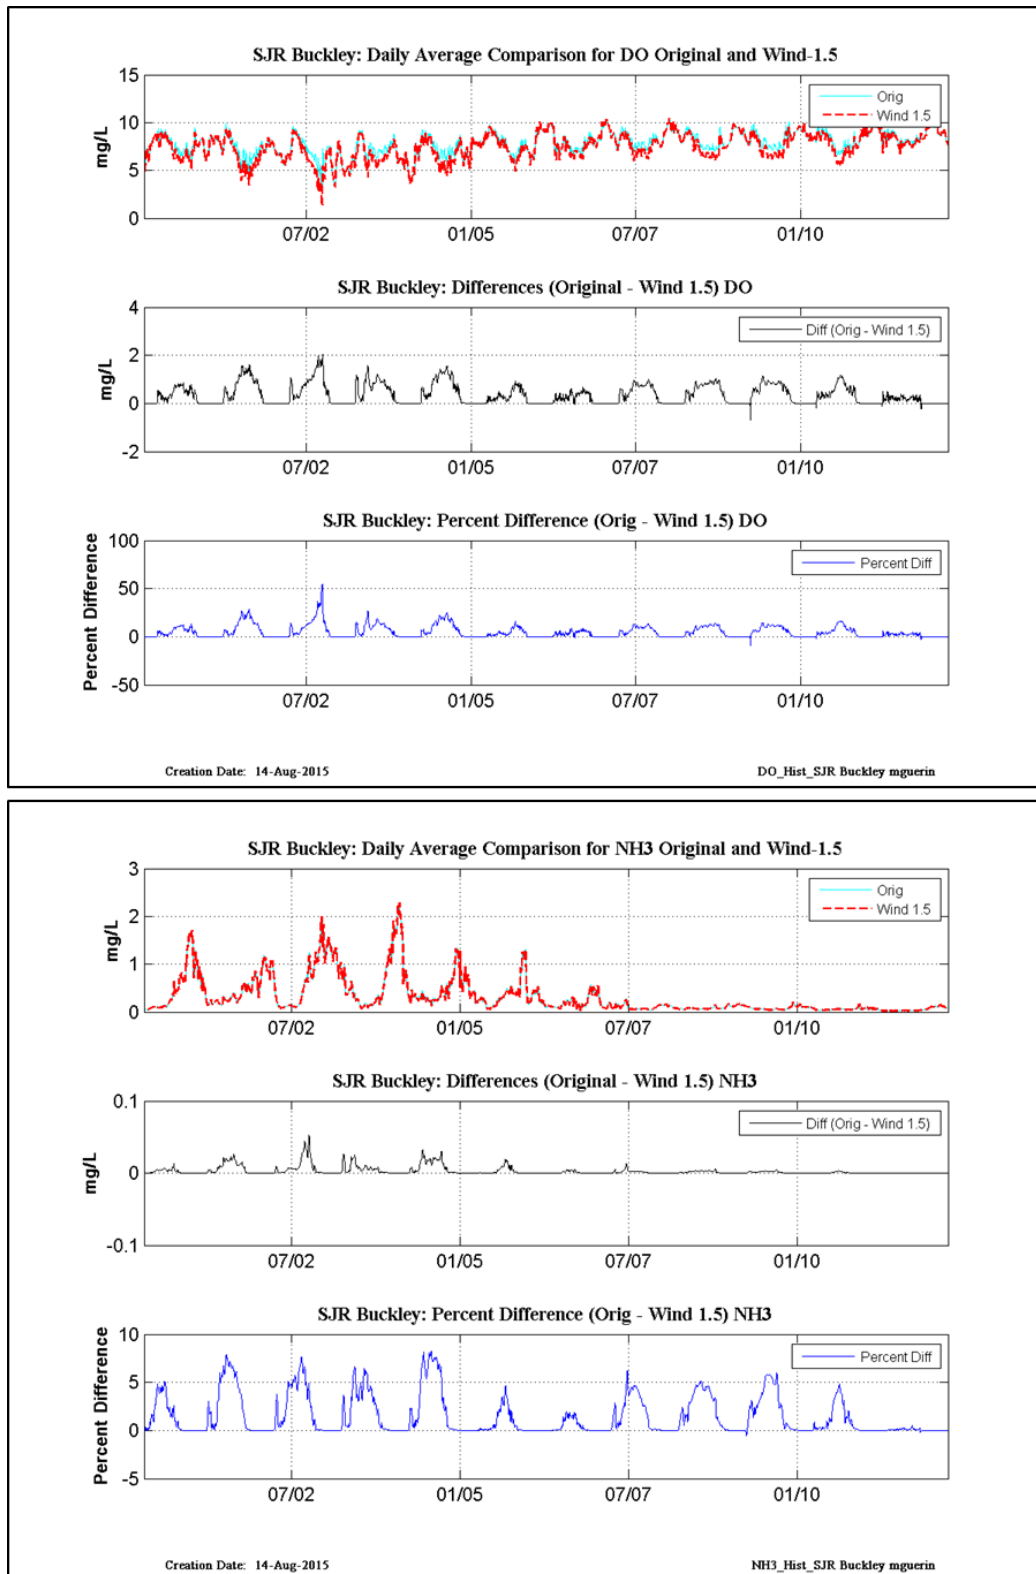 SJR Buckley: Daily Average Comparison for DO Original and Wind-1.5
15
10
5
0
mg/L
Orig
Wind 1.5
07/02 01/05 07/07 01/10
SJR Buckley: Differences (Original - Wind 1.5) DO
4
2
0
-2
mg/L
Diff (Orig - Wind 1.5)
07/02 01/05 07/07 01/10
SJR Buckley: Percent Difference (Orig - Wind 1.5) DO
100
50
0
-50
Percent Difference
Percent Diff
07/02 01/05 07/07 01/10
Creation Date: 14-Aug-2015 DO_Hist_SJR Buckley mguerin
SJR Buckley: Daily Average Comparison for NH3 Original and Wind-1.5
3
2
1
0
mg/L
Orig
Wind 1.5
07/02 01/05 07/07 01/10
SJR Buckley: Differences (Original - Wind 1.5) NH3
0.1
0
-0.1
mg/L
Diff (Orig - Wind 1.5)
07/02 01/05 07/07 01/10
SJR Buckley: Percent Difference (Orig - Wind 1.5) NH3
10
5
0
-5
Percent Difference
Percent Diff
07/02 01/05 07/07 01/10
Creation Date: 14-Aug-2015 NH3_Hist_SJR Buckley mguerin